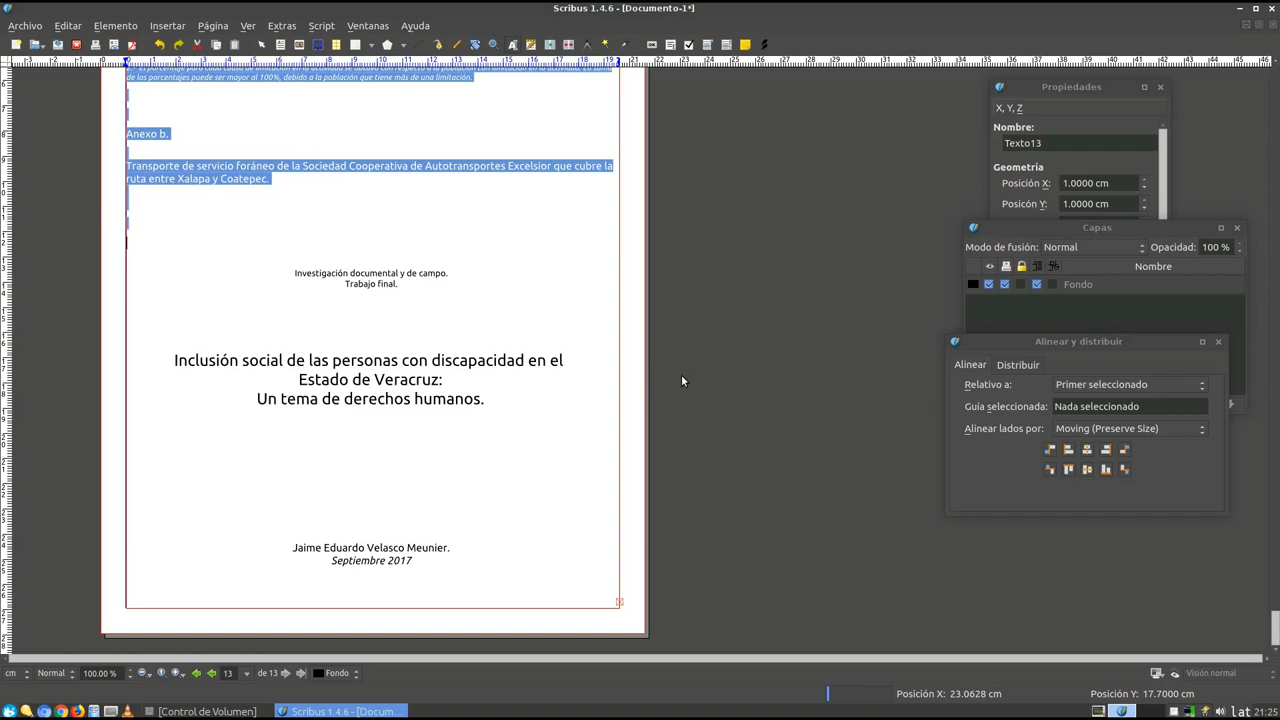 Scribus 1.4.6 - [Documento-1*]
Archivo Editar Elemento Insertar Página Ver Extras Script Ventanas Ayuda
de los porcentajes puede ser mayor al 100%, debido a la población que tiene más de una limitación.
Anexo b.
Transporte de servicio foráneo de la Sociedad Cooperativa de Autotransportes Excelsior que cubre la
ruta entre Xalapa y Coatepec.
Investigación documental y de campo.
Trabajo final.
Inclusión social de las personas con discapacidad en el
Estado de Veracruz:
Un tema de derechos humanos.
Jaime Eduardo Velasco Meunier.
Septiembre 2017
Propiedades
X, Y, Z
Nombre:
Texto13
Geometría
Posición X: 1.0000 cm
Posicón Y: 1.0000 cm
Capas
Modo de fusión: Normal Opacidad: 100 %
Nombre
Fondo
Alinear y distribuir
Alinear Distribuir
Relativo a: Primer seleccionado
Guía seleccionada: Nada seleccionado
Alinear lados por: Moving (Preserve Size)
cm Normal 100.00 % 13 de 13 Fondo Visión normal
Posición X: 23.0628 cm Posición Y: 17.7000 cm
[Control de Volumen] Scribus 1.4.6 - [Docum... lat 21:25